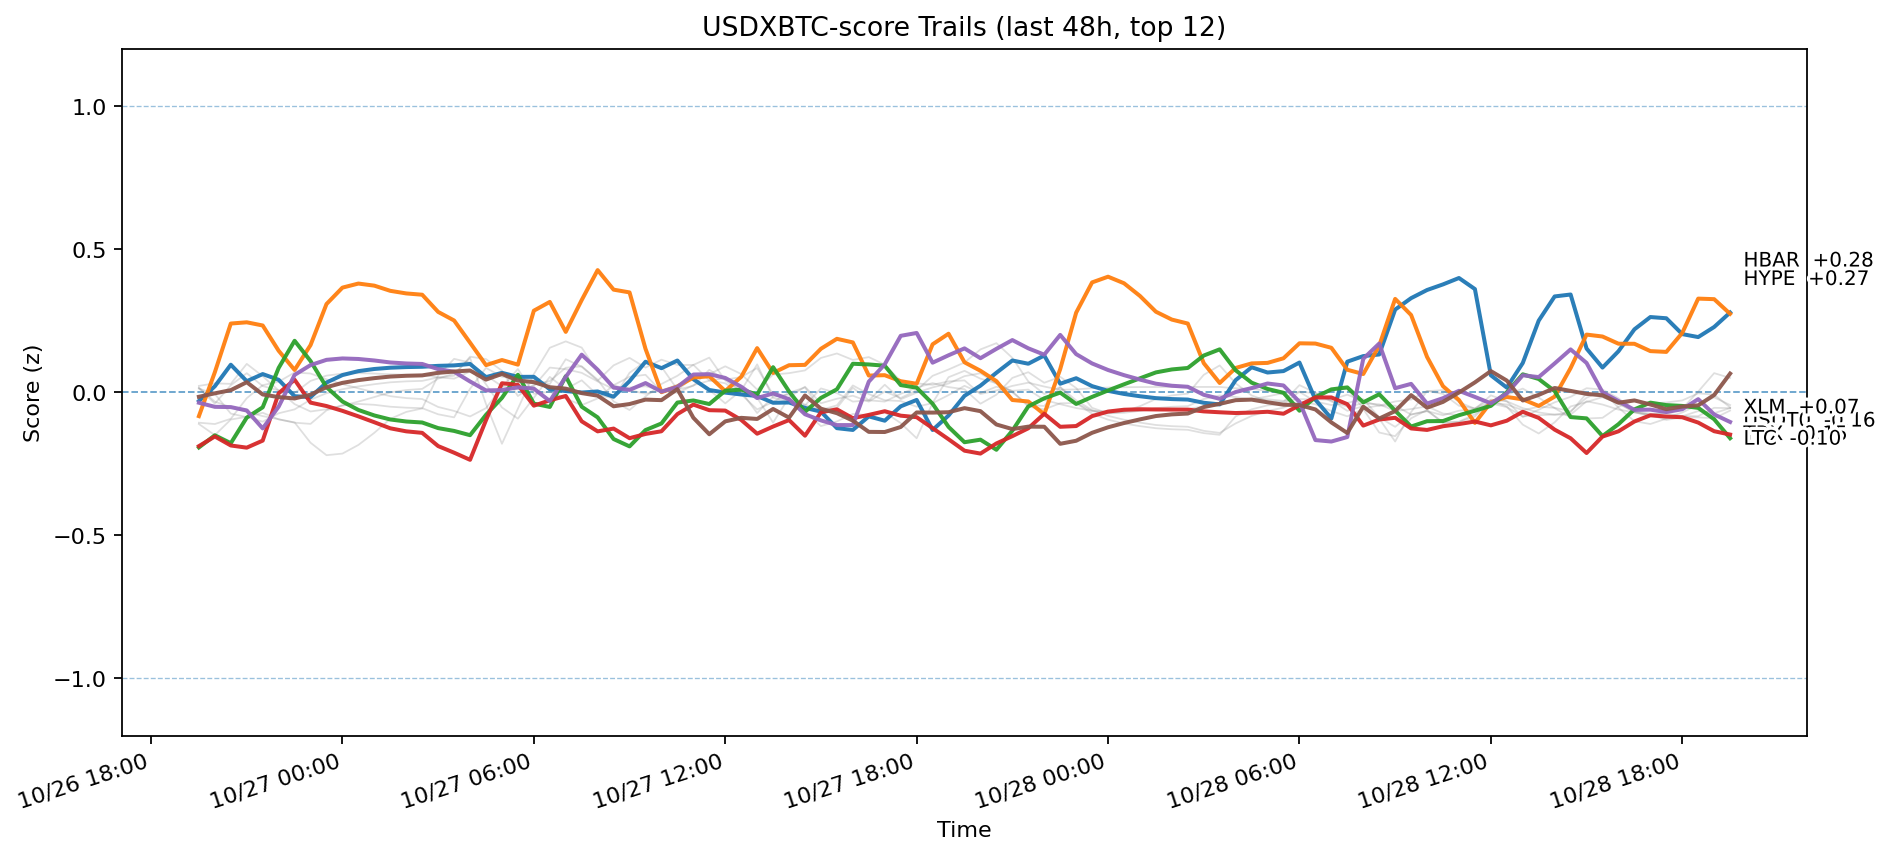 USDXBTC-score Trails (last 48h, top 12)
Score (z)
1.0
0.5
0.0
−0.5
−1.0
HBAR +0.28
HYPE +0.27
XLM +0.07
LTC -0.10
10/26 18:00
10/27 00:00
10/27 06:00
10/27 12:00
10/27 18:00
10/28 00:00
10/28 06:00
10/28 12:00
10/28 18:00
Time